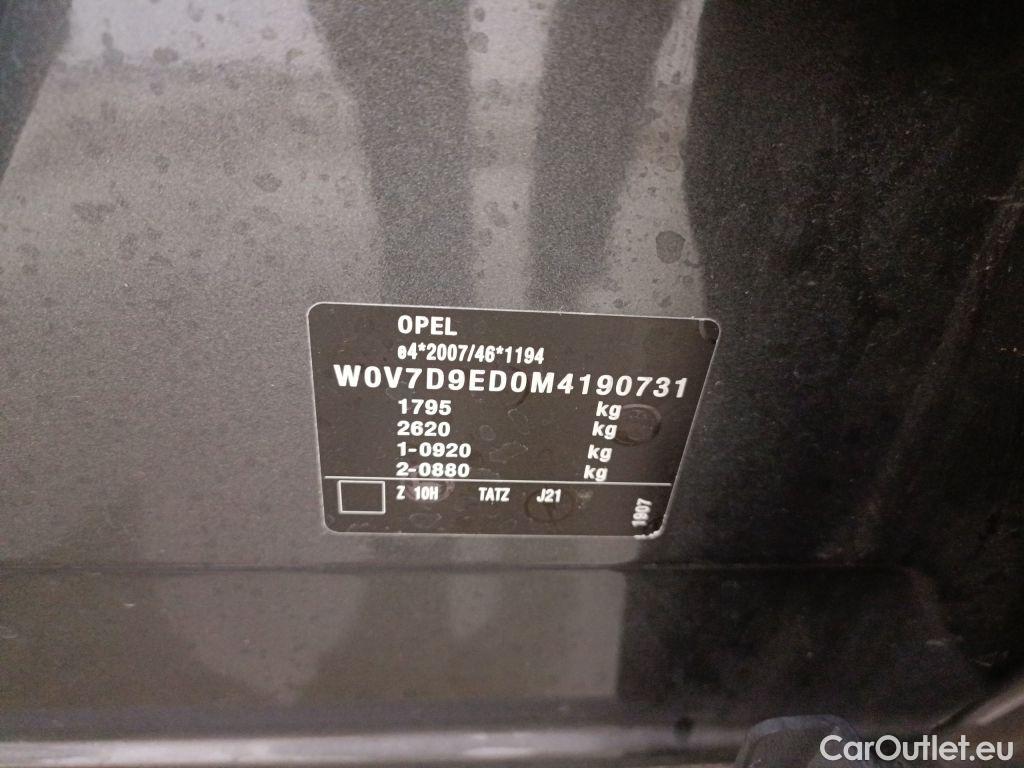 OPEL
e4*2007/46*1194
W0V7D9ED0M4190731
1795 kg
2620 kg
1-0920 kg
2-0880 kg
Z 10H TATZ J21
1807
CarOutlet.eu